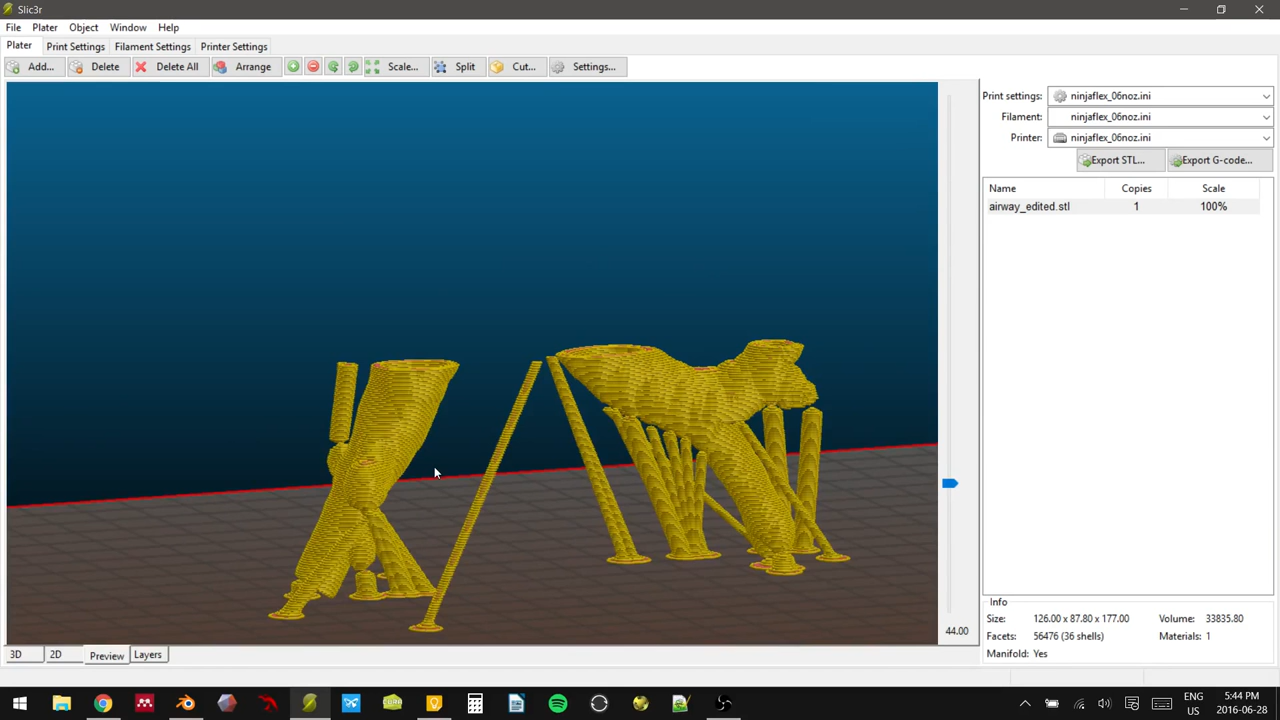 Slic3r
File Plater Object Window Help
Plater Print Settings Filament Settings Printer Settings
Add... Delete Delete All Arrange Scale... Split Cut... Settings...
Print settings: ninjaflex_06noz.ini
Filament: ninjaflex_06noz.ini
Printer: ninjaflex_06noz.ini
Export STL... Export G-code...
Name Copies Scale
airway_edited.stl 1 100%
Info
Size: 126.00 x 87.80 x 177.00 Volume: 33835.80
Facets: 56476 (36 shells) Materials: 1
Manifold: Yes
44.00
3D 2D Preview Layers
ENG 5:44 PM
US 2016-06-28